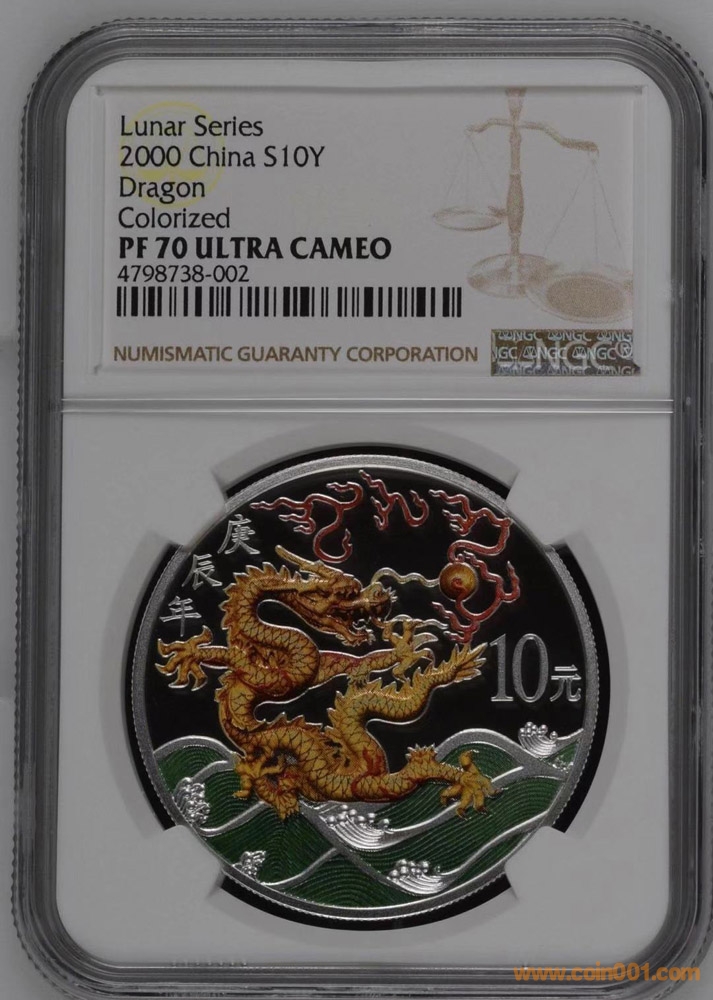 Lunar Series
2000 China S10Y
Dragon
Colorized
PF 70 ULTRA CAMEO
4798738-002
NUMISMATIC GUARANTY CORPORATION
NGC
庚辰年
10元
www.coin001.com